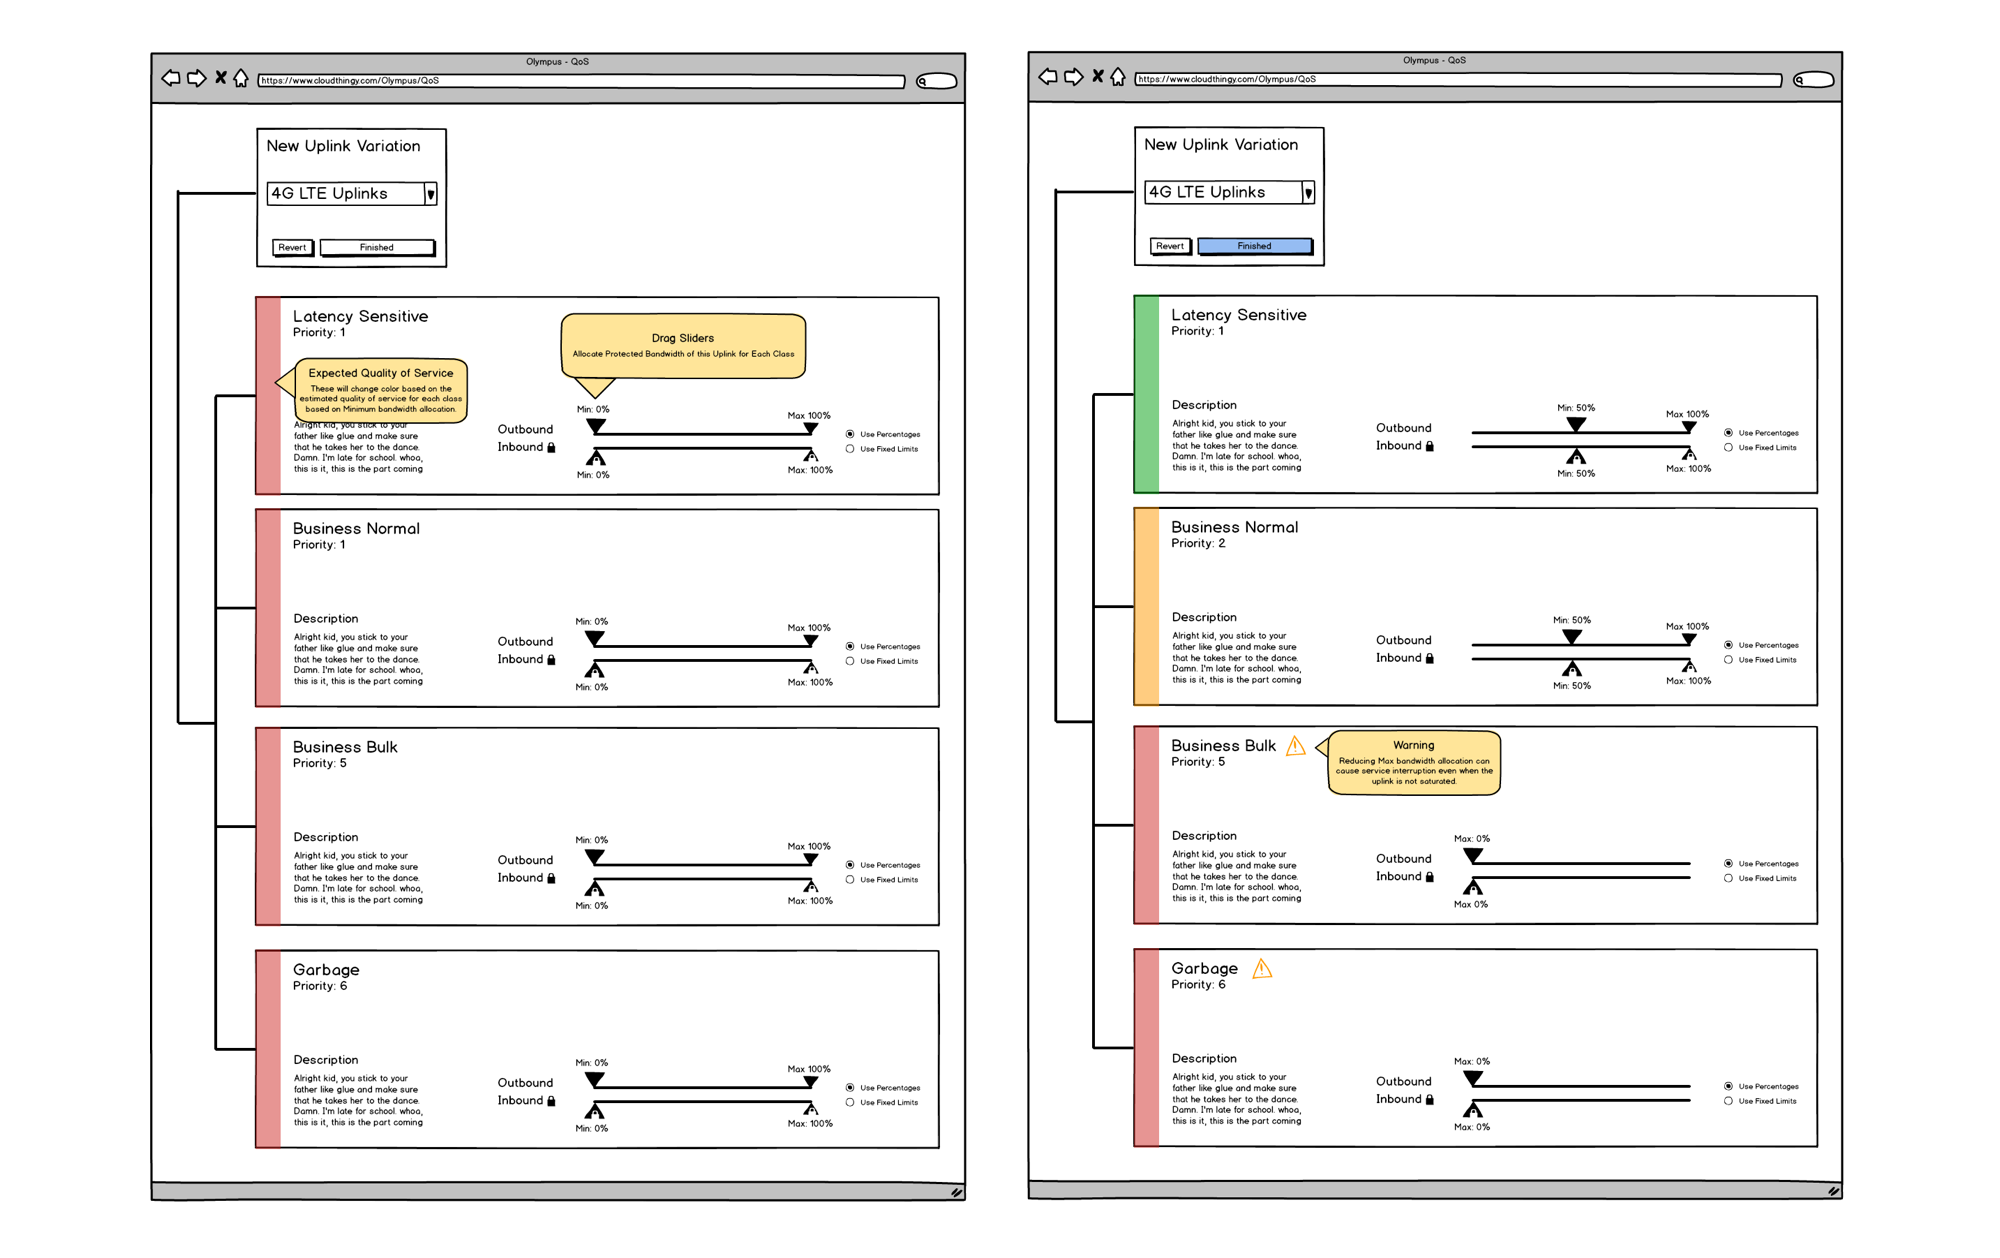 Olympus - QoS
https://www.cloudthingy.com/Olympus/QoS
New Uplink Variation
4G LTE Uplinks
Revert
Finished
Latency Sensitive
Priority: 1
Drag Sliders
Allocate Protected Bandwidth of this Uplink for Each Class
Expected Quality of Service
These will change color based on the
estimated quality of service for each class
based on Minimum bandwidth allocation.
Alright kid, you stick to your
father like glue and make sure
that he takes her to the dance.
Damn. I'm late for school. whoa,
this is it, this is the part coming
Outbound
Inbound
Min: 0%
Max 100%
Min: 0%
Max: 100%
Use Percentages
Use Fixed Limits
Business Normal
Priority: 1
Description
Alright kid, you stick to your
father like glue and make sure
that he takes her to the dance.
Damn. I'm late for school. whoa,
this is it, this is the part coming
Outbound
Inbound
Min: 0%
Max 100%
Min: 0%
Max: 100%
Use Percentages
Use Fixed Limits
Business Bulk
Priority: 5
Description
Alright kid, you stick to your
father like glue and make sure
that he takes her to the dance.
Damn. I'm late for school. whoa,
this is it, this is the part coming
Outbound
Inbound
Min: 0%
Max 100%
Min: 0%
Max: 100%
Use Percentages
Use Fixed Limits
Garbage
Priority: 6
Description
Alright kid, you stick to your
father like glue and make sure
that he takes her to the dance.
Damn. I'm late for school. whoa,
this is it, this is the part coming
Outbound
Inbound
Min: 0%
Max 100%
Min: 0%
Max: 100%
Use Percentages
Use Fixed Limits
Olympus - QoS
https://www.cloudthingy.com/Olympus/QoS
New Uplink Variation
4G LTE Uplinks
Revert
Finished
Latency Sensitive
Priority: 1
Description
Alright kid, you stick to your
father like glue and make sure
that he takes her to the dance.
Damn. I'm late for school. whoa,
this is it, this is the part coming
Outbound
Inbound
Min: 50%
Max 100%
Min: 50%
Max: 100%
Use Percentages
Use Fixed Limits
Business Normal
Priority: 2
Description
Alright kid, you stick to your
father like glue and make sure
that he takes her to the dance.
Damn. I'm late for school. whoa,
this is it, this is the part coming
Outbound
Inbound
Min: 50%
Max 100%
Min: 50%
Max: 100%
Use Percentages
Use Fixed Limits
Business Bulk
Priority: 5
Warning
Reducing Max bandwidth allocation can
cause service interruption even when the
uplink is not saturated.
Description
Alright kid, you stick to your
father like glue and make sure
that he takes her to the dance.
Damn. I'm late for school. whoa,
this is it, this is the part coming
Outbound
Inbound
Max: 0%
Max 0%
Use Percentages
Use Fixed Limits
Garbage
Priority: 6
Description
Alright kid, you stick to your
father like glue and make sure
that he takes her to the dance.
Damn. I'm late for school. whoa,
this is it, this is the part coming
Outbound
Inbound
Max: 0%
Max: 0%
Use Percentages
Use Fixed Limits